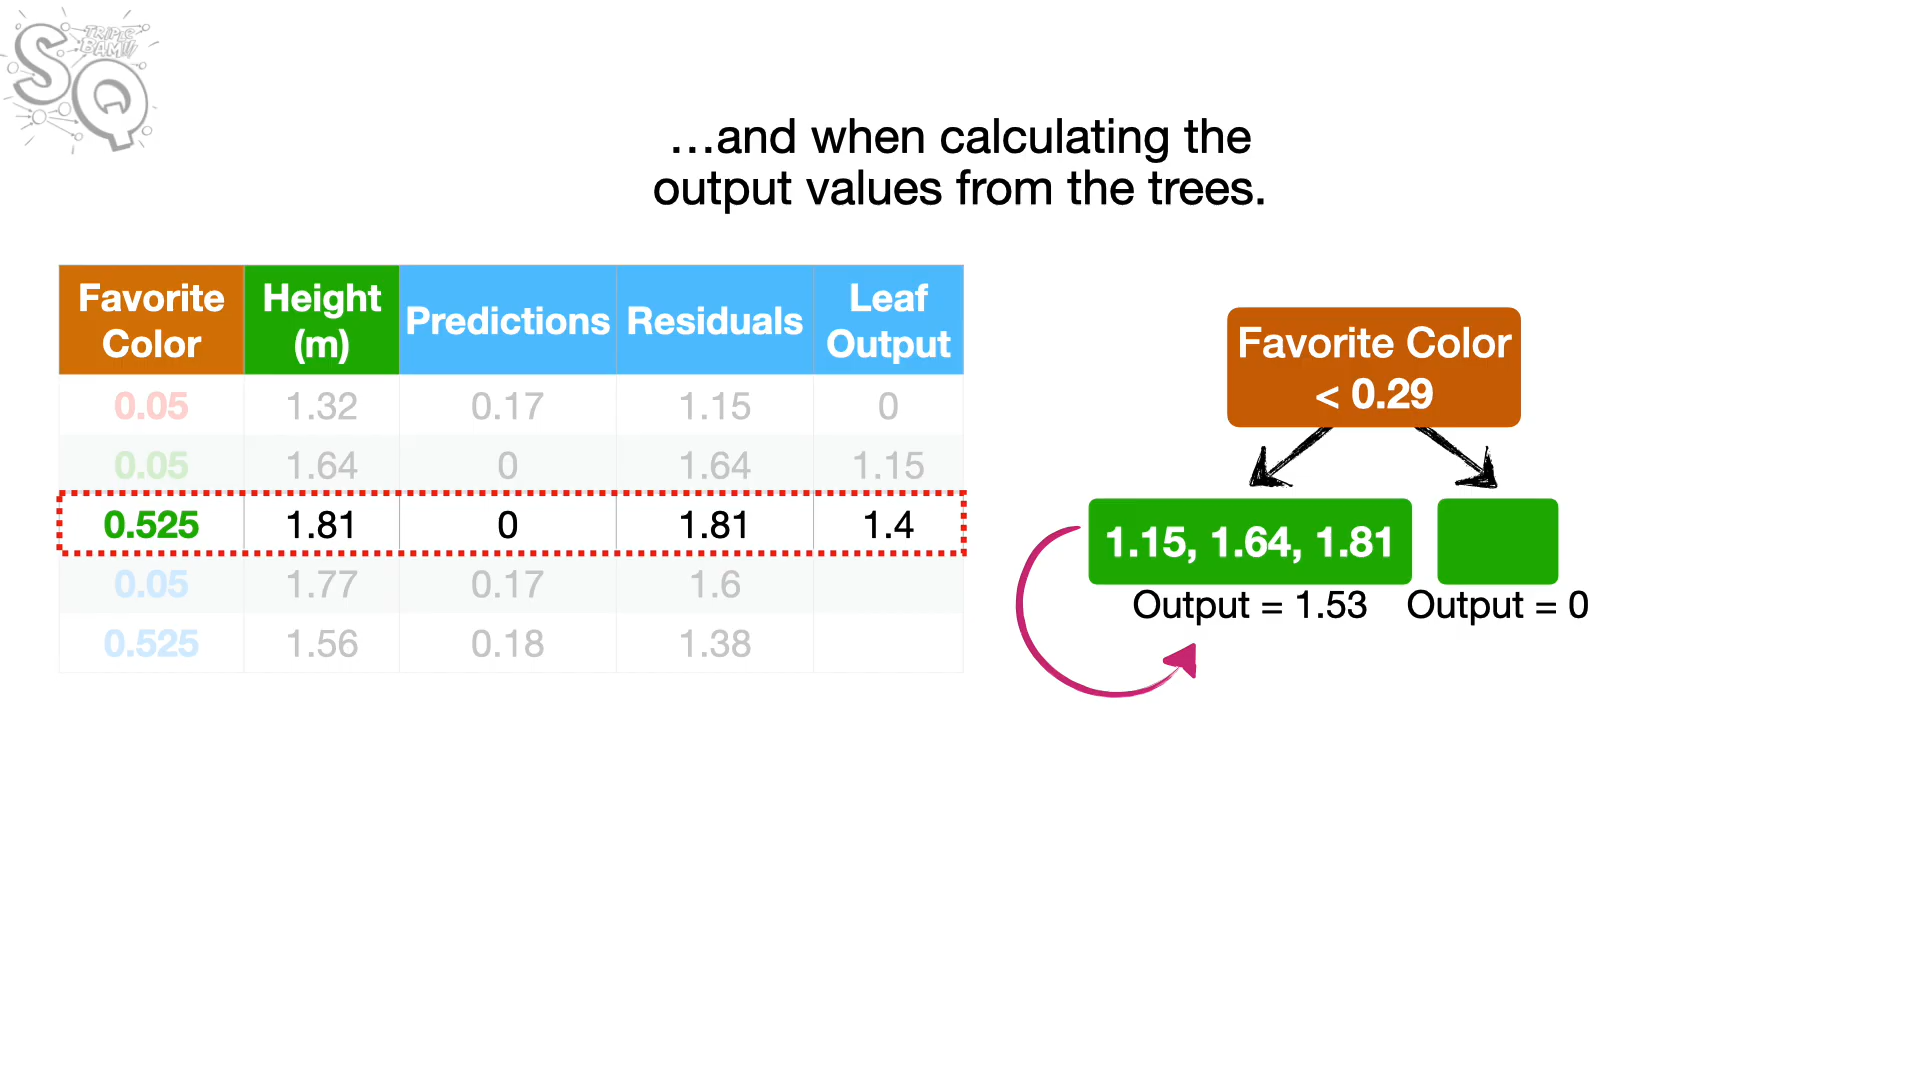 TRIPLE
BAM!!!
SQ
…and when calculating the
output values from the trees.
Favorite Color Height (m) Predictions Residuals Leaf Output
0.05 1.32 0.17 1.15 0
0.05 1.64 0 1.64 1.15
0.525 1.81 0 1.81 1.4
0.05 1.77 0.17 1.6
0.525 1.56 0.18 1.38
Favorite Color
< 0.29
1.15, 1.64, 1.81
Output = 1.53 Output = 0